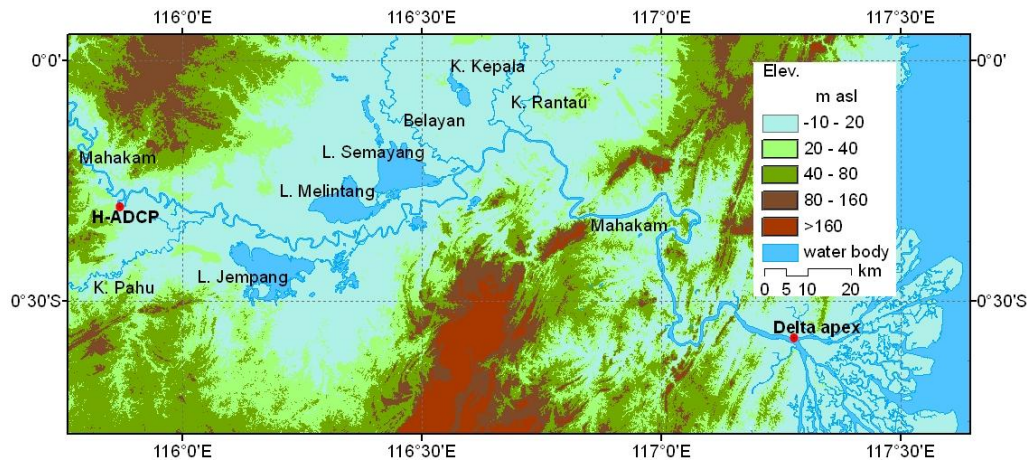 116°0'E 116°30'E 117°0'E 117°30'E
0°0' 0°0'
K. Kepala
K. Rantau
Belayan
Mahakam
L. Semayang
L. Melintang
H-ADCP
Mahakam
L. Jempang
K. Pahu
Elev.
m asl
-10 - 20
20 - 40
40 - 80
80 - 160
>160
water body
km
0 5 10 20
0°30'S 0°30'S
Delta apex
116°0'E 116°30'E 117°0'E 117°30'E